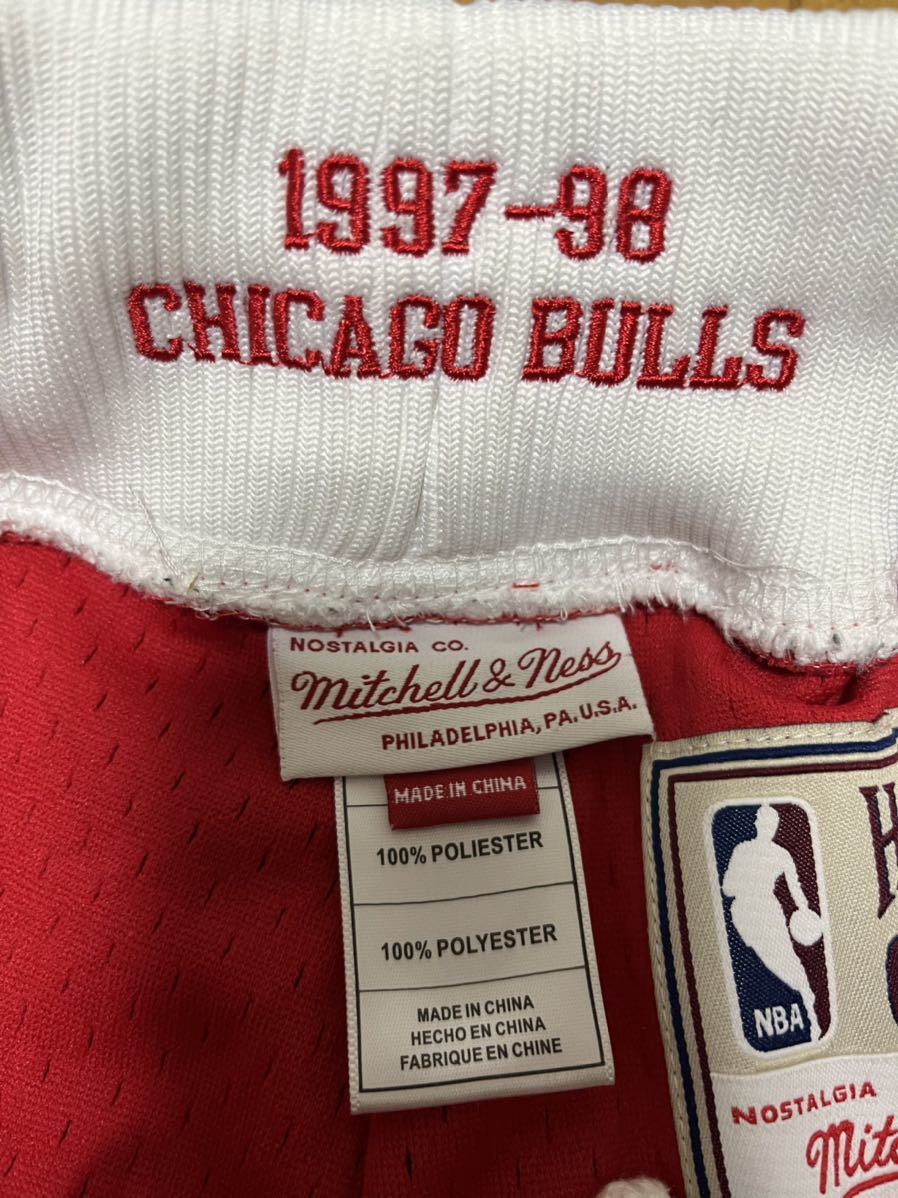 1997-98
CHICAGO BULLS
NOSTALGIA CO.
Mitchell & Ness
PHILADELPHIA, PA. U.S.A.
MADE IN CHINA
100% POLIESTER
100% POLYESTER
MADE IN CHINA
HECHO EN CHINA
FABRIQUE EN CHINE
NBA
NOSTALGIA